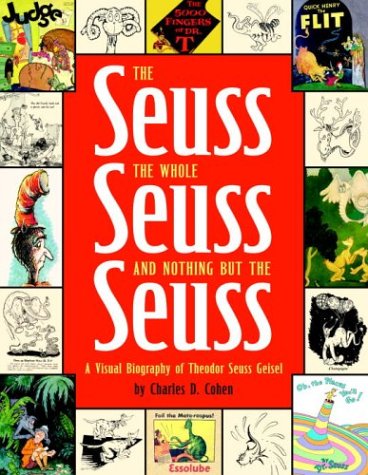 Judge
THE
5000
FINGERS
OF DR.
T
QUICK HENRY
THE
FLIT
THE
Seuss
THE WHOLE
Seuss
AND NOTHING BUT THE
Seuss
A Visual Biography of Theodor Seuss Geisel
by Charles D. Cohen
Foil the Moto-raspus!
Essolube
Oh, the Places
You'll Go!
BY
Dr. Seuss